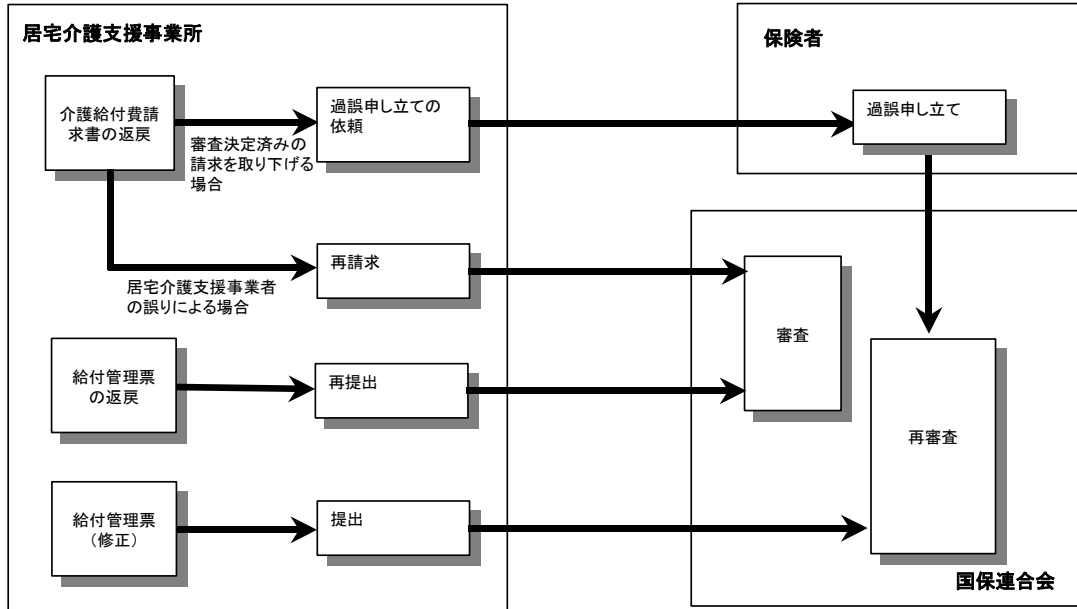 居宅介護支援事業所
保険者
介護給付費請
求書の返戻
過誤申し立ての
依頼
過誤申し立て
審査決定済みの
請求を取り下げる
場合
再請求
居宅介護支援事業者
の誤りによる場合
審査
給付管理票
の返戻
再提出
再審査
給付管理票
(修正)
提出
国保連合会